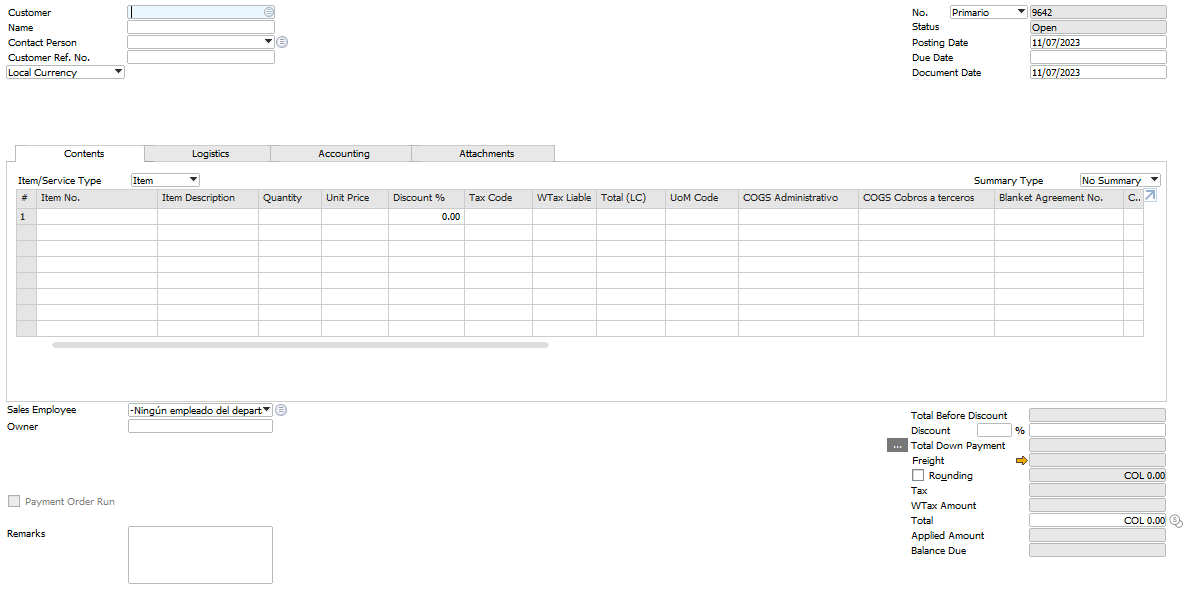 Customer
Name
Contact Person
Customer Ref. No.
Local Currency
No. Primario 9642
Status Open
Posting Date 11/07/2023
Due Date
Document Date 11/07/2023
Contents Logistics Accounting Attachments
Item/Service Type Item Summary Type No Summary
# Item No. Item Description Quantity Unit Price Discount % Tax Code WTax Liable Total (LC) UoM Code COGS Administrativo COGS Cobros a terceros Blanket Agreement No. C..
1 0.00
Sales Employee -Ningún empleado del depart
Owner
Payment Order Run
Remarks
Total Before Discount
Discount %
... Total Down Payment
Freight
Rounding COL 0.00
Tax
WTax Amount
Total COL 0.00
Applied Amount
Balance Due